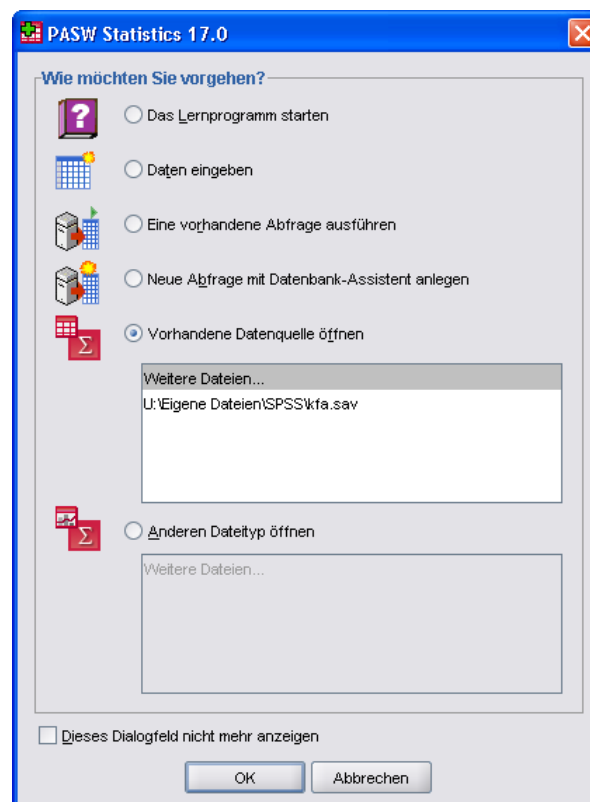 PASW Statistics 17.0
Wie möchten Sie vorgehen?
Das Lernprogramm starten
Daten eingeben
Eine vorhandene Abfrage ausführen
Neue Abfrage mit Datenbank-Assistent anlegen
Vorhandene Datenquelle öffnen
Weitere Dateien...
U:\Eigene Dateien\SPSS\kfa.sav
Anderen Dateityp öffnen
Weitere Dateien...
Dieses Dialogfeld nicht mehr anzeigen
OK Abbrechen